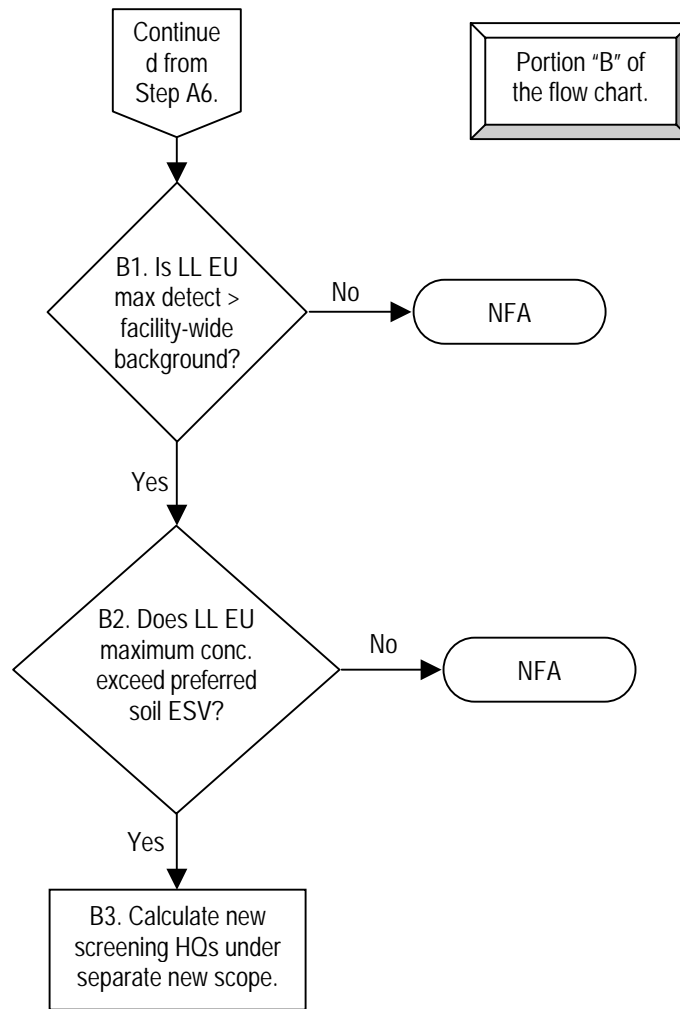 Continue
d from
Step A6.
Portion “B” of
the flow chart.
B1. Is LL EU
max detect >
facility-wide
background?
No
NFA
Yes
B2. Does LL EU
maximum conc.
exceed preferred
soil ESV?
No
NFA
Yes
B3. Calculate new
screening HQs under
separate new scope.